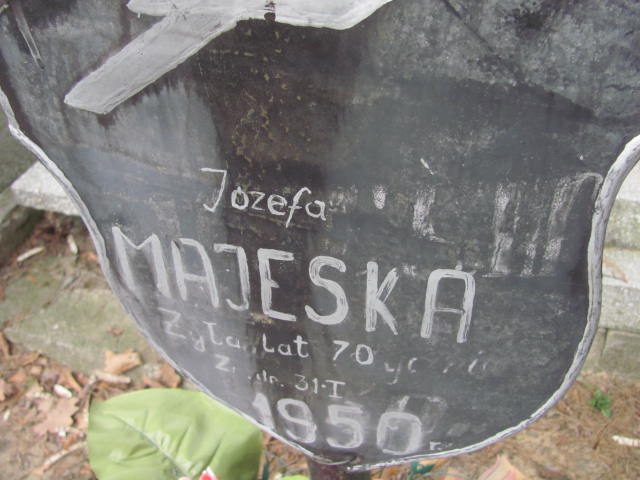 Jozefa
MAJESKA
Żyła lat 70
dn. 31-I
1950 r.